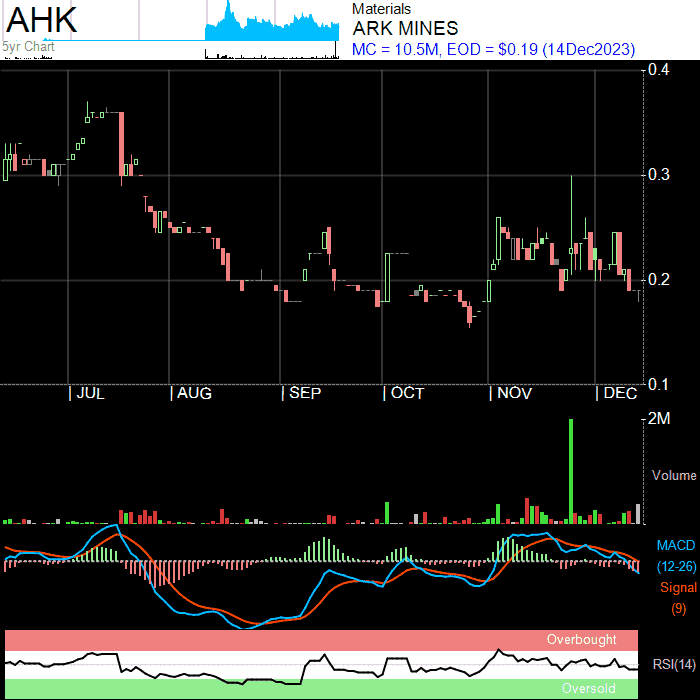 AHK
5yr Chart
Materials
ARK MINES
MC = 10.5M, EOD = $0.19 (14Dec2023)
0.4
0.3
0.2
0.1
| JUL | AUG | SEP | OCT | NOV | DEC
2M
Volume
MACD
(12-26)
Signal
(9)
Overbought
RSI(14)
Oversold